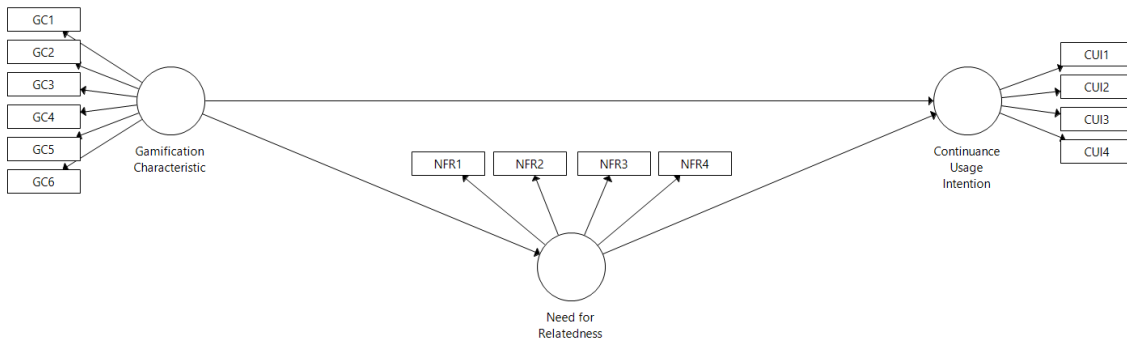 GC1
GC2
GC3
GC4
GC5
GC6
Gamification
Characteristic
NFR1
NFR2
NFR3
NFR4
Need for
Relatedness
CUI1
CUI2
CUI3
CUI4
Continuance
Usage
Intention